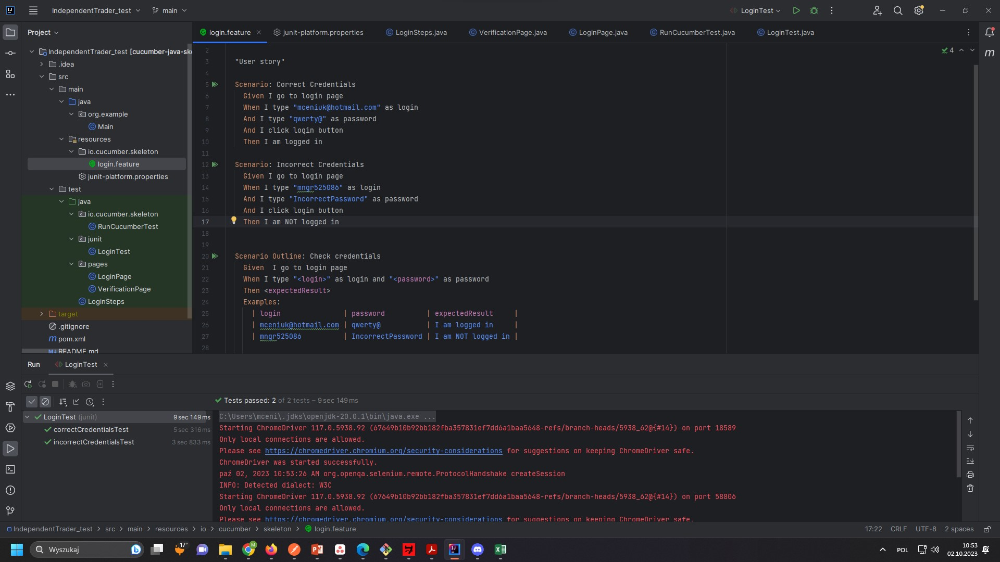 IndependentTrader_test
main
LoginTest
Project
login.feature
junit-platform.properties
LoginSteps.java
VerificationPage.java
LoginPage.java
RunCucumberTest.java
LoginTest.java
IndependentTrader_test [cucumber-java-ske
.idea
src
main
java
org.example
Main
resources
io.cucumber.skeleton
login.feature
junit-platform.properties
test
java
io.cucumber.skeleton
RunCucumberTest
junit
LoginTest
pages
LoginPage
VerificationPage
LoginSteps
target
.gitignore
pom.xml
README.md
4
2
3 "User story"
4
5 Scenario: Correct Credentials
6 Given I go to login page
7 When I type "mceniuk@hotmail.com" as login
8 And I type "qwerty@" as password
9 And I click login button
10 Then I am logged in
11
12 Scenario: Incorrect Credentials
13 Given I go to login page
14 When I type "mngr525086" as login
15 And I type "IncorrectPassword" as password
16 And I click login button
17 Then I am NOT logged in
18
19
20 Scenario Outline: Check credentials
21 Given  I go to login page
22 When I type "<login>" as login and "<password>" as password
23 Then <expectedResult>
24 Examples:
25 | login | password | expectedResult |
26 | mceniuk@hotmail.com | qwerty@ | I am logged in |
27 | mngr525086 | IncorrectPassword | I am NOT logged in |
28
Run
LoginTest
Tests passed: 2 of 2 tests – 9 sec 149 ms
LoginTest (junit) 9 sec 149 ms
correctCredentialsTest 5 sec 316 ms
incorrectCredentialsTest 3 sec 833 ms
C:\Users\mceni\.jdks\openjdk-20.0.1\bin\java.exe ...
Starting ChromeDriver 117.0.5938.92 (67649b10b92bb182fba357831ef7dd6a1baa5648-refs/branch-heads/5938_62@{#14}) on port 18589
Only local connections are allowed.
Please see https://chromedriver.chromium.org/security-considerations for suggestions on keeping ChromeDriver safe.
ChromeDriver was started successfully.
paź 02, 2023 10:53:26 AM org.openqa.selenium.remote.ProtocolHandshake createSession
INFO: Detected dialect: W3C
Starting ChromeDriver 117.0.5938.92 (67649b10b92bb182fba357831ef7dd6a1baa5648-refs/branch-heads/5938_62@{#14}) on port 58806
Only local connections are allowed.
Please see https://chromedriver.chromium.org/security-considerations for suggestions on keeping ChromeDriver safe.
IndependentTrader_test > src > main > resources > io > cucumber > skeleton > login.feature
17:22 CRLF UTF-8 2 spaces
Wyszukaj
17°
M
POL
10:53
02.10.2023